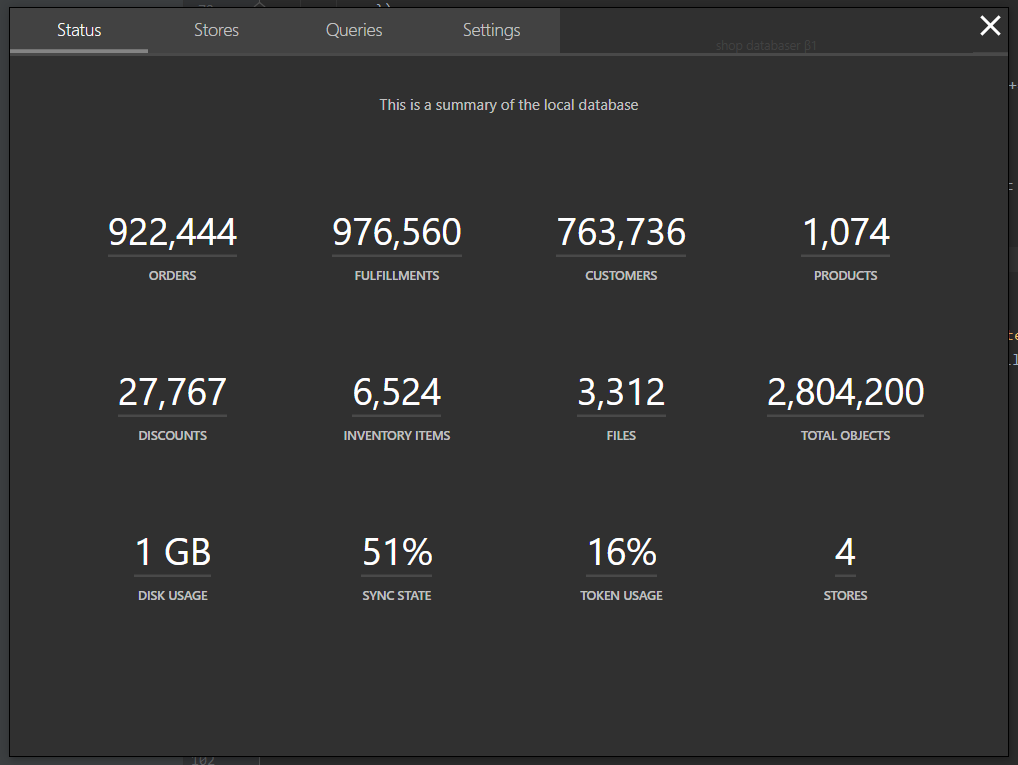 Status
Stores
Queries
Settings
shop databaser β1
This is a summary of the local database
922,444
976,560
763,736
1,074
ORDERS
FULFILLMENTS
CUSTOMERS
PRODUCTS
27,767
6,524
3,312
2,804,200
DISCOUNTS
INVENTORY ITEMS
FILES
TOTAL OBJECTS
1 GB
51%
16%
4
DISK USAGE
SYNC STATE
TOKEN USAGE
STORES
102